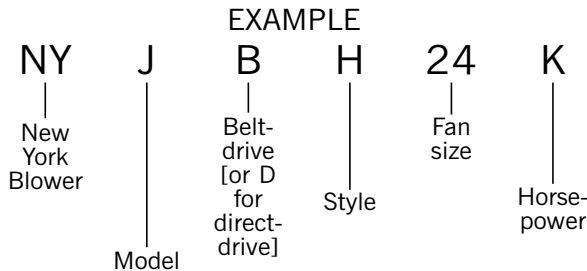 EXAMPLE
NY J B H 24 K
New
York
Blower
Model
Belt-
drive
[or D
for
direct-
drive]
Style
Fan
size
Horse-
power